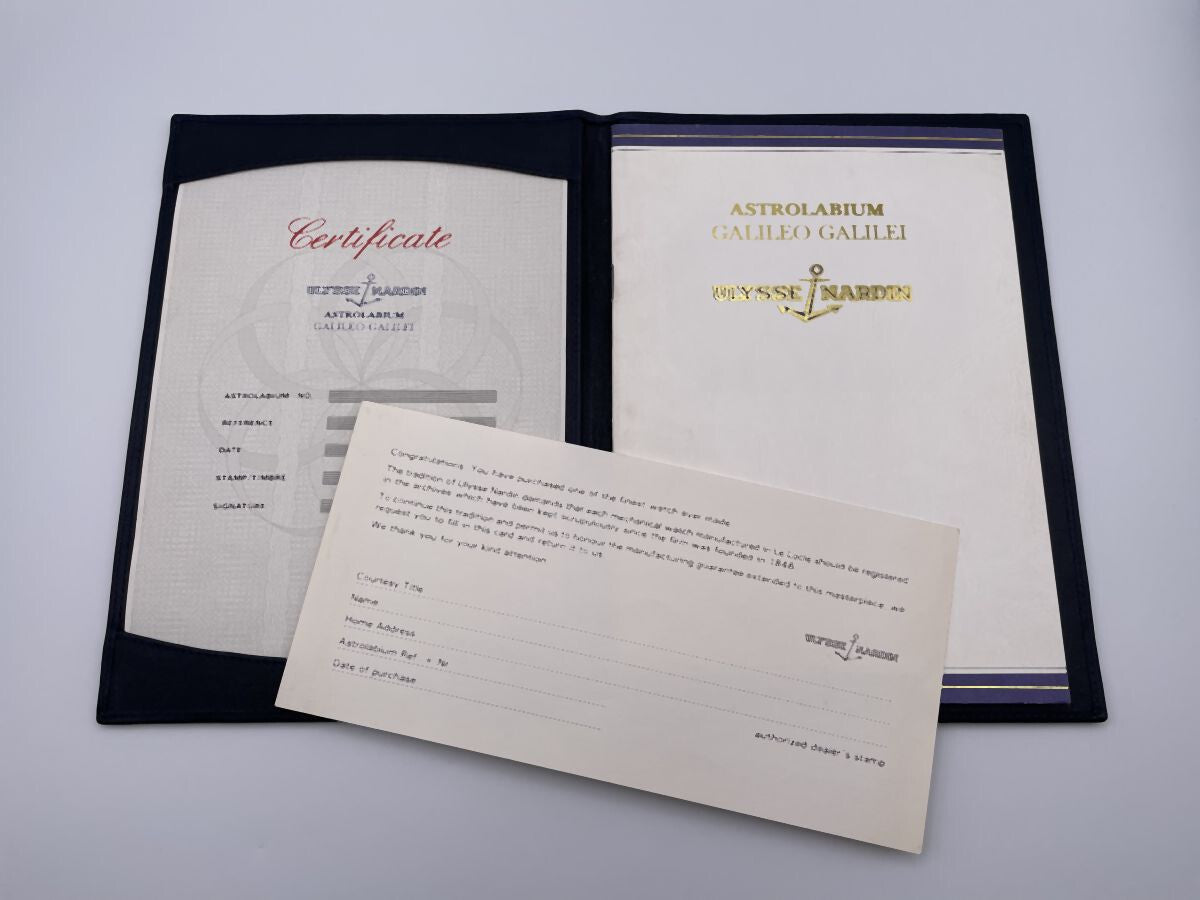 Certificate
ULYSSE NARDIN
ASTROLABIUM
GALILEO GALILEI
ASTROLABIUM NO.
REFERENCE
DATE
STAMP/TIMBRE
SIGNATURE
ASTROLABIUM
GALILEO GALILEI
ULYSSE NARDIN
Congratulations. You have purchased one of the finest watch ever made.
The tradition of Ulysse Nardin demands that each mechanical watch manufactured in Le Locle should be registered
in the archives which have been kept scrupulously since the firm was founded in 1846.
To continue this tradition and permit us to honour the manufacturing guarantee extended to this masterpiece, we
request you to fill in this card and return it to us.
We thank you for your kind attention.
ULYSSE NARDIN
Courtesy Title
Name
Home Address
Astrolabium Ref. + Nr
Date of purchase
authorized dealer's stamp